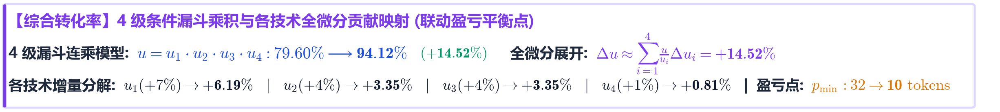 【综合转化率】4 级条件漏斗乘积与各技术全微分贡献映射 (联动盈亏平衡点)
4 级漏斗连乘模型: u = u₁ · u₂ · u₃ · u₄ : 79.60% ⟶ 94.12% (+14.52%) 全微分展开: Δu ≈ ∑_{i=1}^{4} \frac{u}{u_i} Δu_i = +14.52%
各技术增量分解: u₁(+7%) → +6.19% | u₂(+4%) → +3.35% | u₃(+4%) → +3.35% | u₄(+1%) → +0.81% | 盈亏点: p_min : 32 → 10 tokens